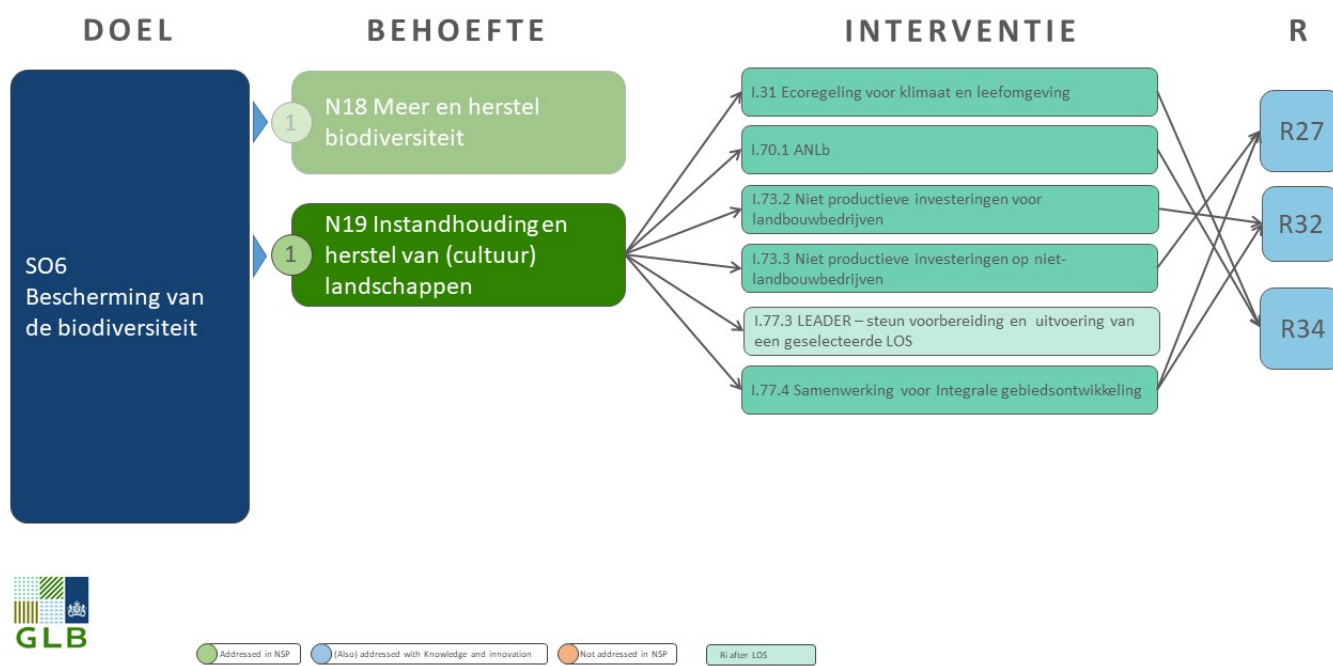 DOEL
BEHOEFTE
INTERVENTIE
R
SO6
Bescherming van
de biodiversiteit
1
N18 Meer en herstel
biodiversiteit
1
N19 Instandhouding en
herstel van (cultuur)
landschappen
I.31 Ecoregeling voor klimaat en leefomgeving
I.70.1 ANLb
I.73.2 Niet productieve investeringen voor
landbouwbedrijven
I.73.3 Niet productieve investeringen op niet-
landbouwbedrijven
I.77.3 LEADER – steun voorbereiding en uitvoering van
een geselecteerde LOS
I.77.4 Samenwerking voor Integrale gebiedsontwikkeling
R27
R32
R34
GLB
Addressed in NSP
(Also) addressed with Knowledge and innovation
Not addressed in NSP
Ri after LOS